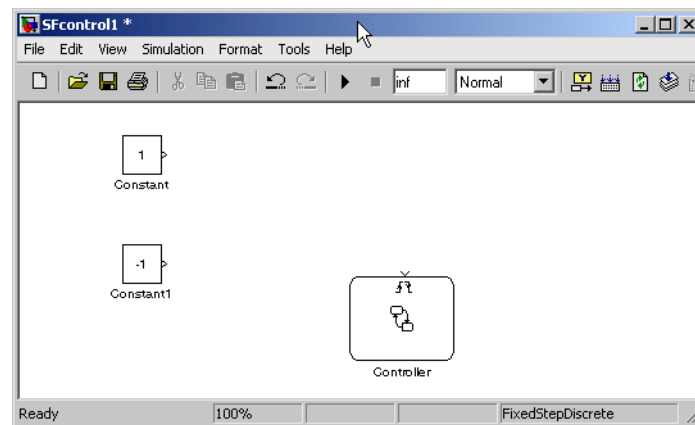 SFcontrol1 *
File Edit View Simulation Format Tools Help
inf Normal
1
Constant
-1
Constant1
Controller
Ready 100% FixedStepDiscrete